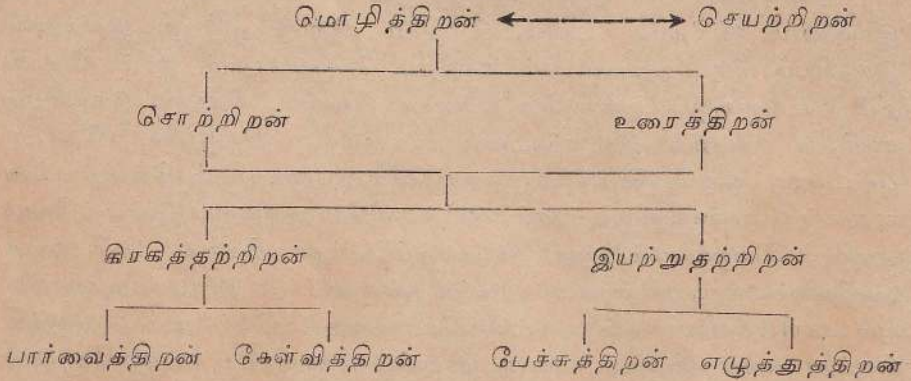 மொழித்திறன் செயற்றிறன்
சொற்றிறன் உரைத்திறன்
கிரகித்தற்றிறன் இயற்றுதற்றிறன்
பார்வைத்திறன் கேள்வித்திறன் பேச்சுத்திறன் எழுத்துத்திறன்